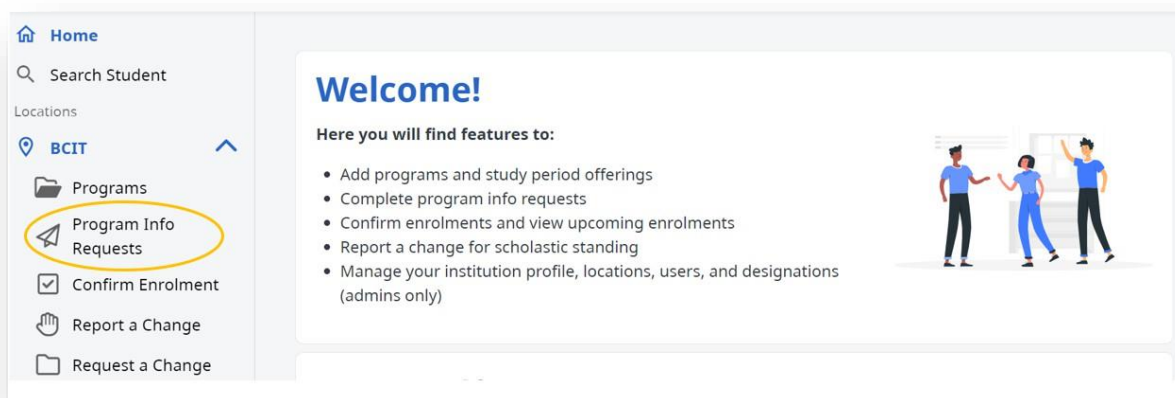 Home
Search Student
Locations
BCIT
Programs
Program Info
Requests
Confirm Enrolment
Report a Change
Request a Change
Welcome!
Here you will find features to:
• Add programs and study period offerings
• Complete program info requests
• Confirm enrolments and view upcoming enrolments
• Report a change for scholastic standing
• Manage your institution profile, locations, users, and designations
(admins only)